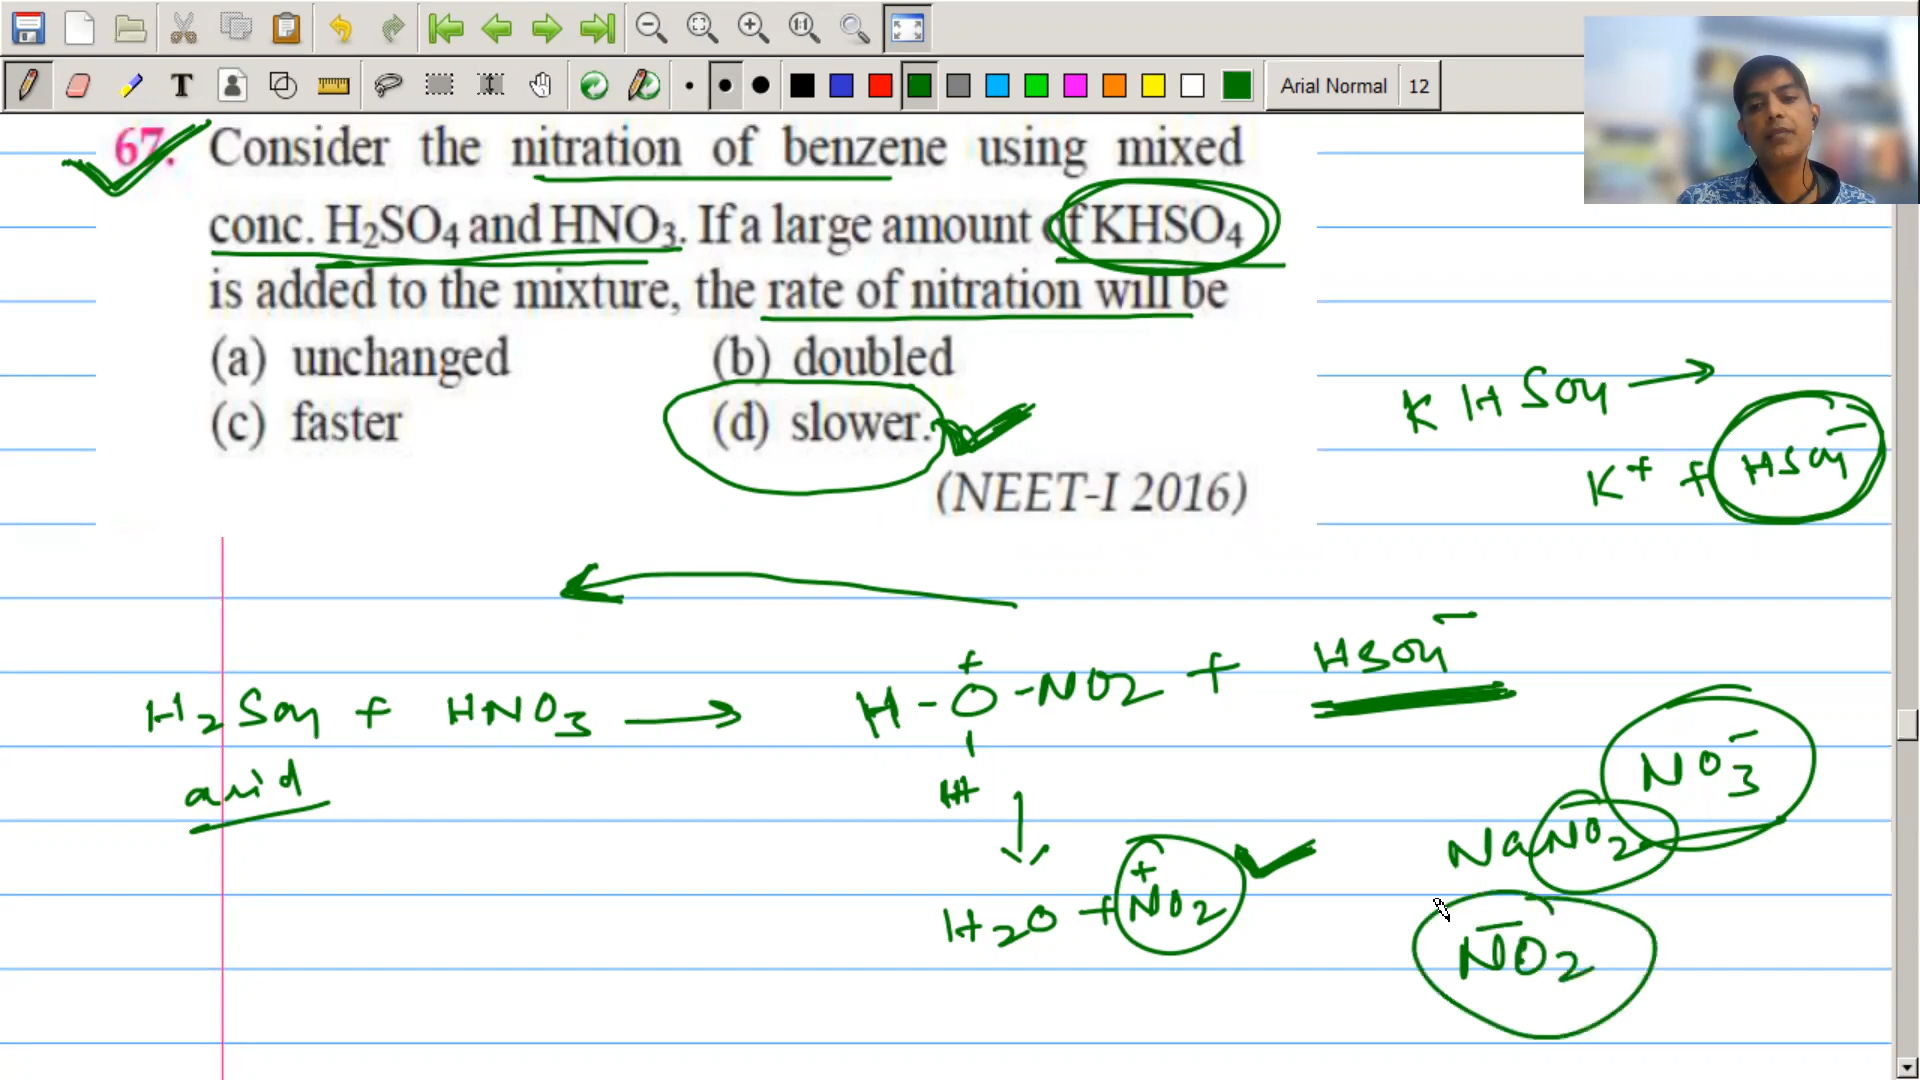 1:1
T
Arial Normal 12
67. Consider the nitration of benzene using mixed
conc. H₂SO₄ and HNO₃. If a large amount of KHSO₄
is added to the mixture, the rate of nitration will be
(a) unchanged (b) doubled
(c) faster (d) slower.
(NEET-I 2016)
KHSO₄ →
K⁺ + HSO₄⁻
H₂SO₄ + HNO₃ → H-O⁺-NO₂ + HSO₄⁻
acid
H
↓
H₂O + N⁺O₂
NO₃⁻
NaNO₂
N⁻O₂